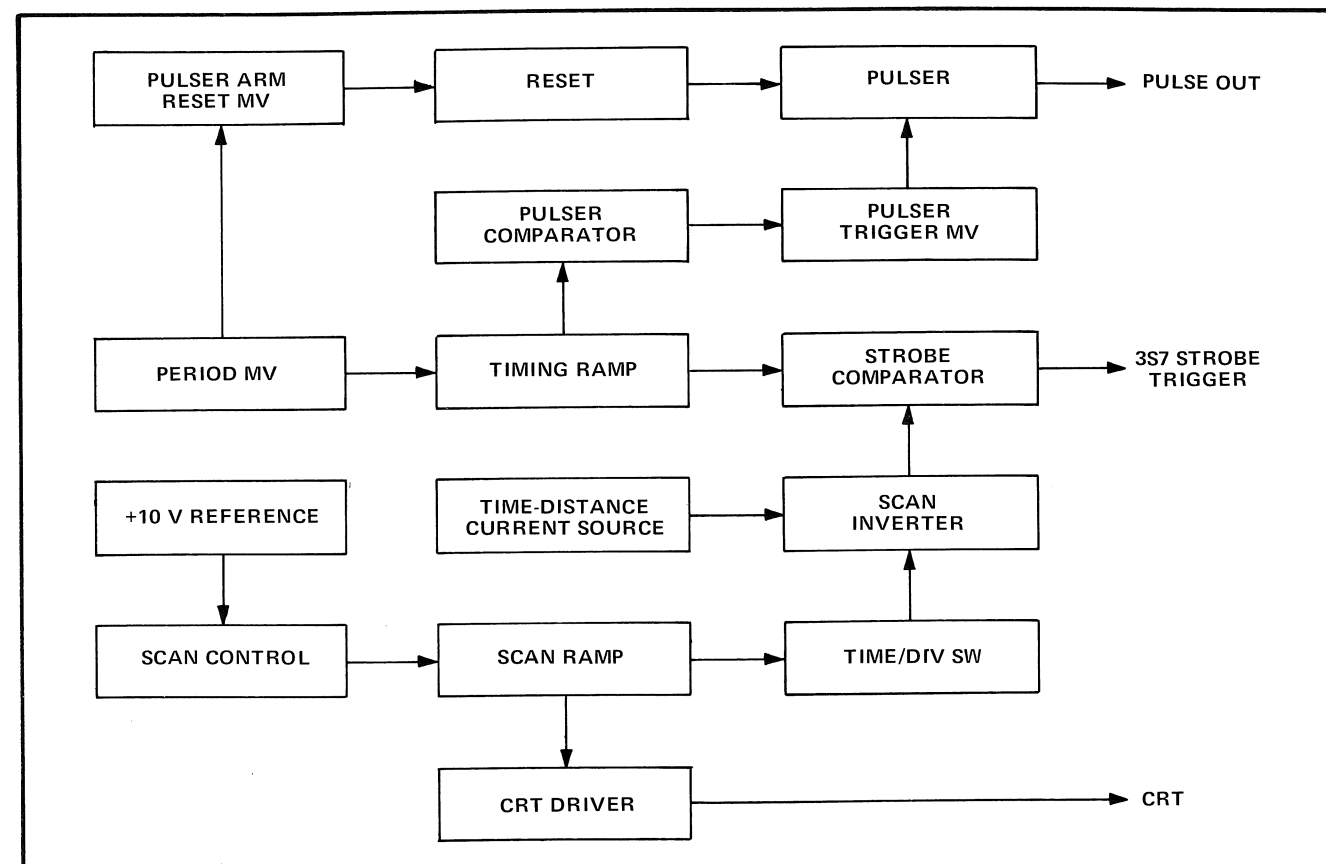 PULSER ARM
RESET MV
RESET
PULSER
PULSE OUT
PULSER
COMPARATOR
PULSER
TRIGGER MV
PERIOD MV
TIMING RAMP
STROBE
COMPARATOR
3S7 STROBE
TRIGGER
+10 V REFERENCE
TIME-DISTANCE
CURRENT SOURCE
SCAN
INVERTER
SCAN CONTROL
SCAN RAMP
TIME/DIV SW
CRT DRIVER
CRT